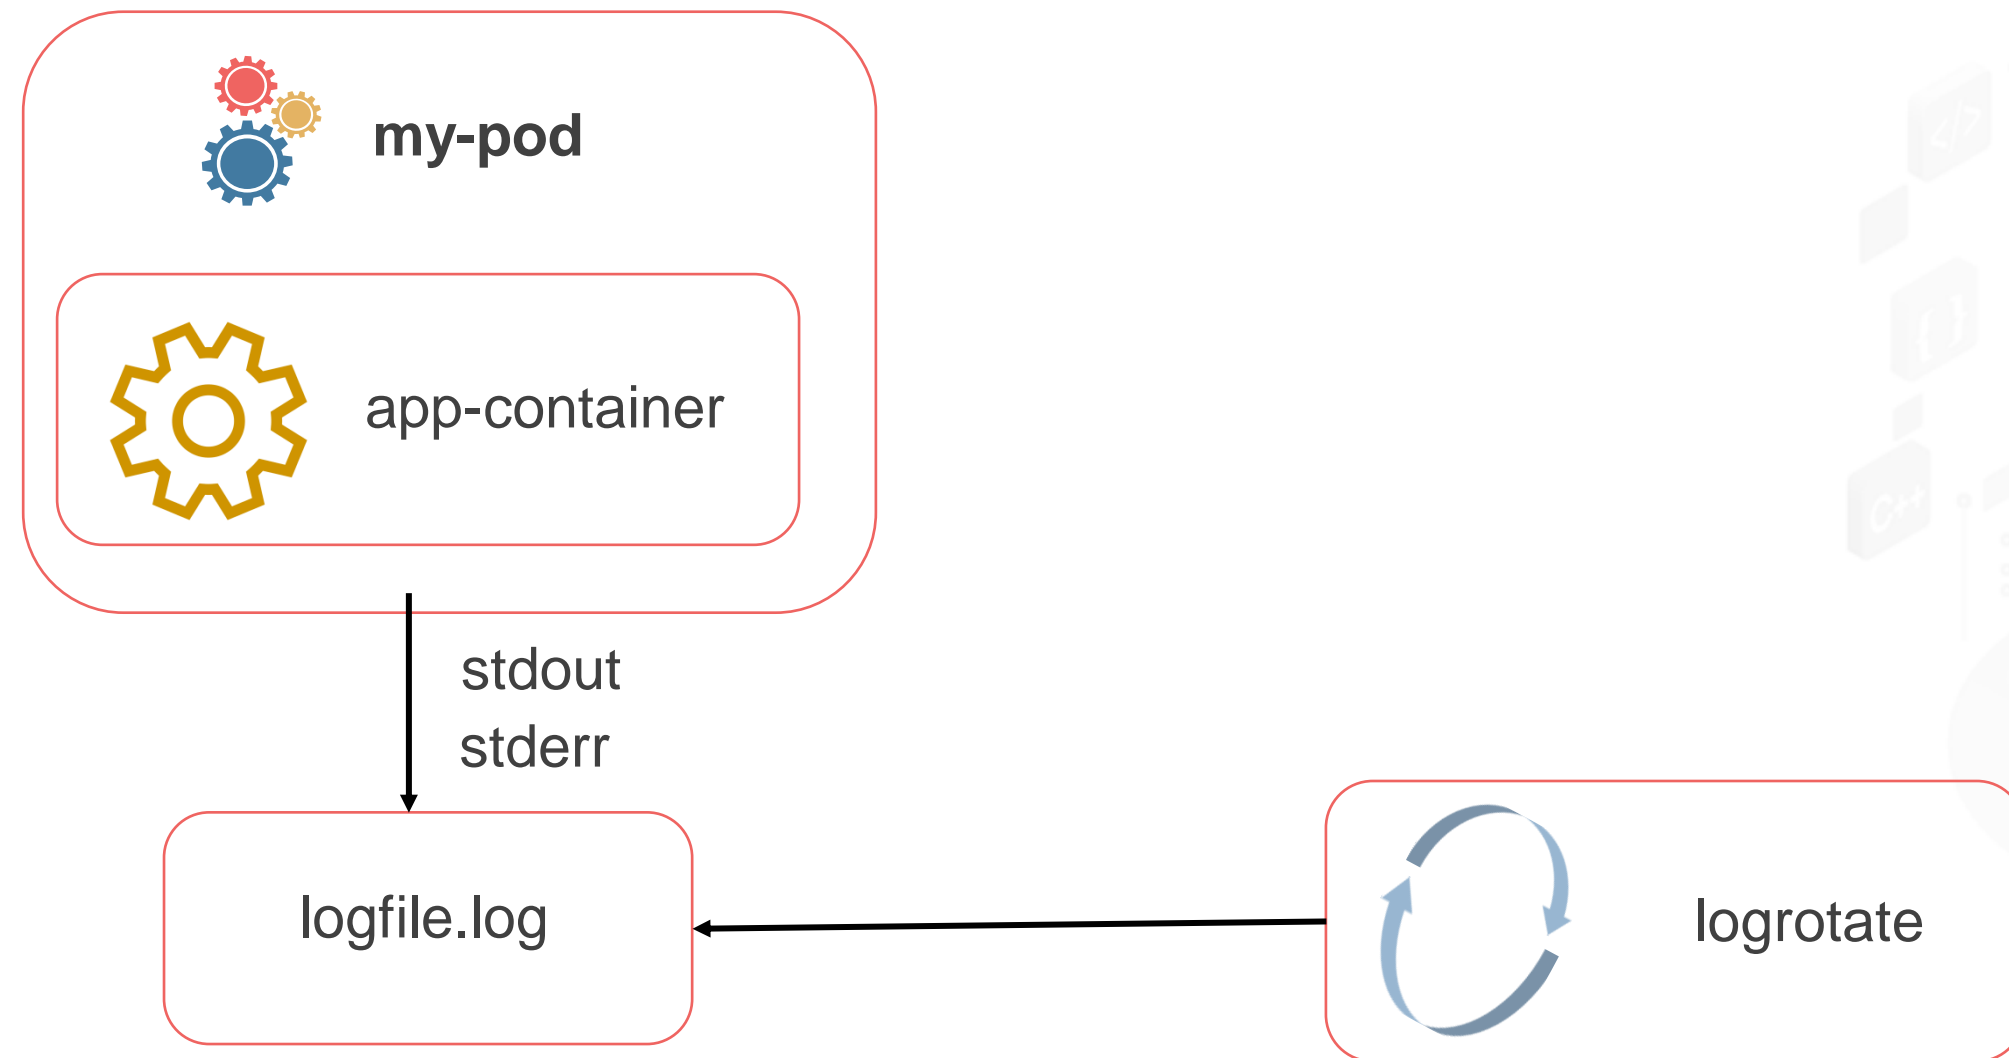 my-pod
app-container
stdout
stderr
logfile.log
logrotate
</>
{ }
C++